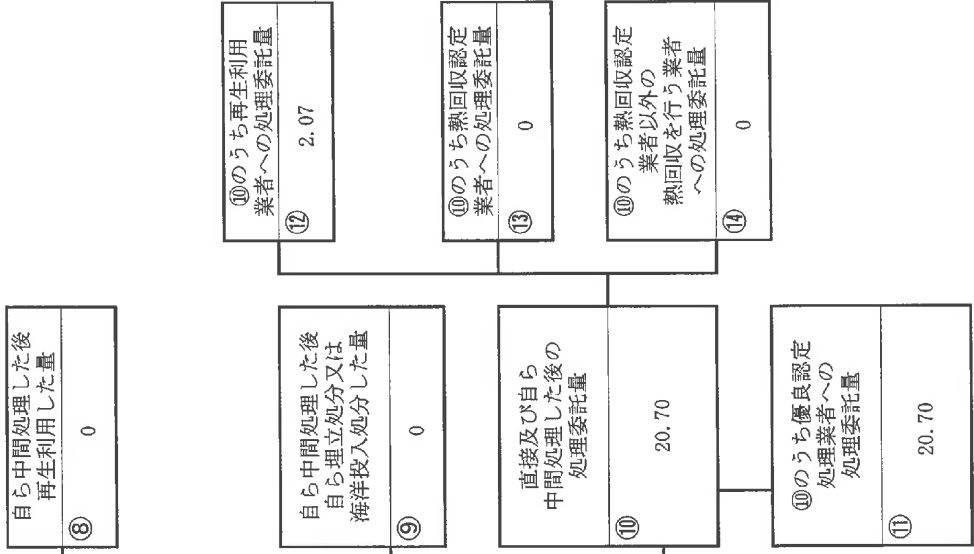 自ら中間処理した後
再生利用した量
⑧
0
自ら中間処理した後
自ら埋立処分又は
海洋投入処分した量
⑨
0
直接及び自ら
中間処理した後の
処理委託量
⑩
20.70
⑩のうち優良認定
処理業者への
処理委託量
⑪
20.70
⑩のうち再生利用
業者への処理委託量
⑫
2.07
⑩のうち熱回収認定
業者への処理委託量
⑬
0
⑩のうち熱回収認定
業者以外の
熱回収を行う業者
への処理委託量
⑭
0